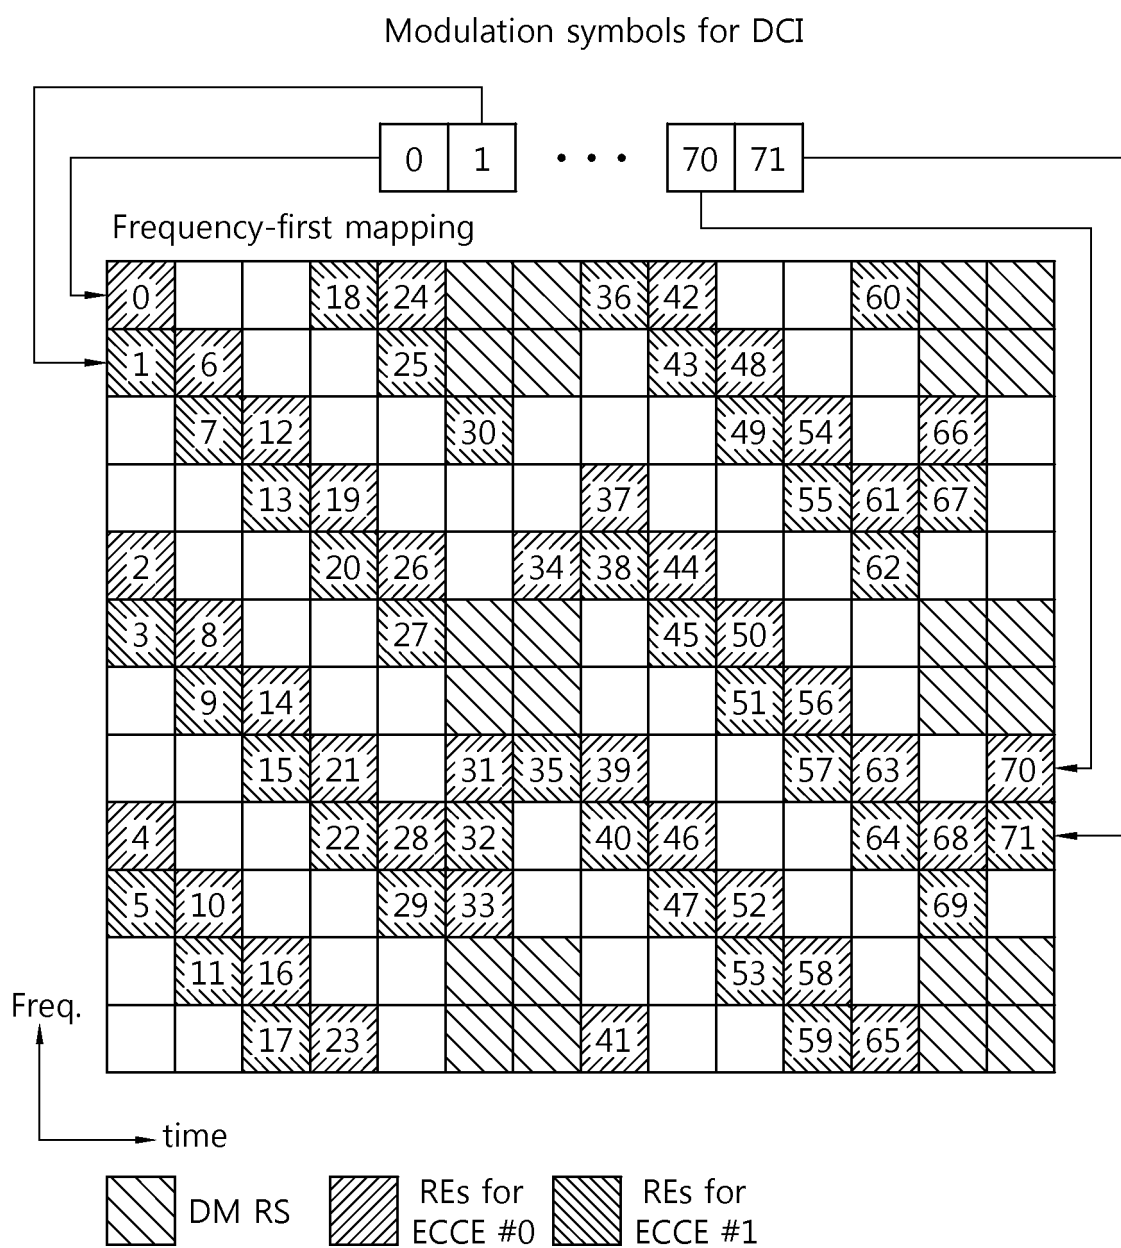 Modulation symbols for DCI
0 1 • • • 70 71
Frequency-first mapping
0 18 24 36 42 60
1 6 25 43 48
7 12 30 49 54 66
13 19 37 55 61 67
2 20 26 34 38 44 62
3 8 27 45 50
9 14 51 56
15 21 31 35 39 57 63 70
4 22 28 32 40 46 64 68 71
5 10 29 33 47 52 69
11 16 53 58
Freq.
17 23 41 59 65
time
DM RS
REs for
ECCE #0
REs for
ECCE #1